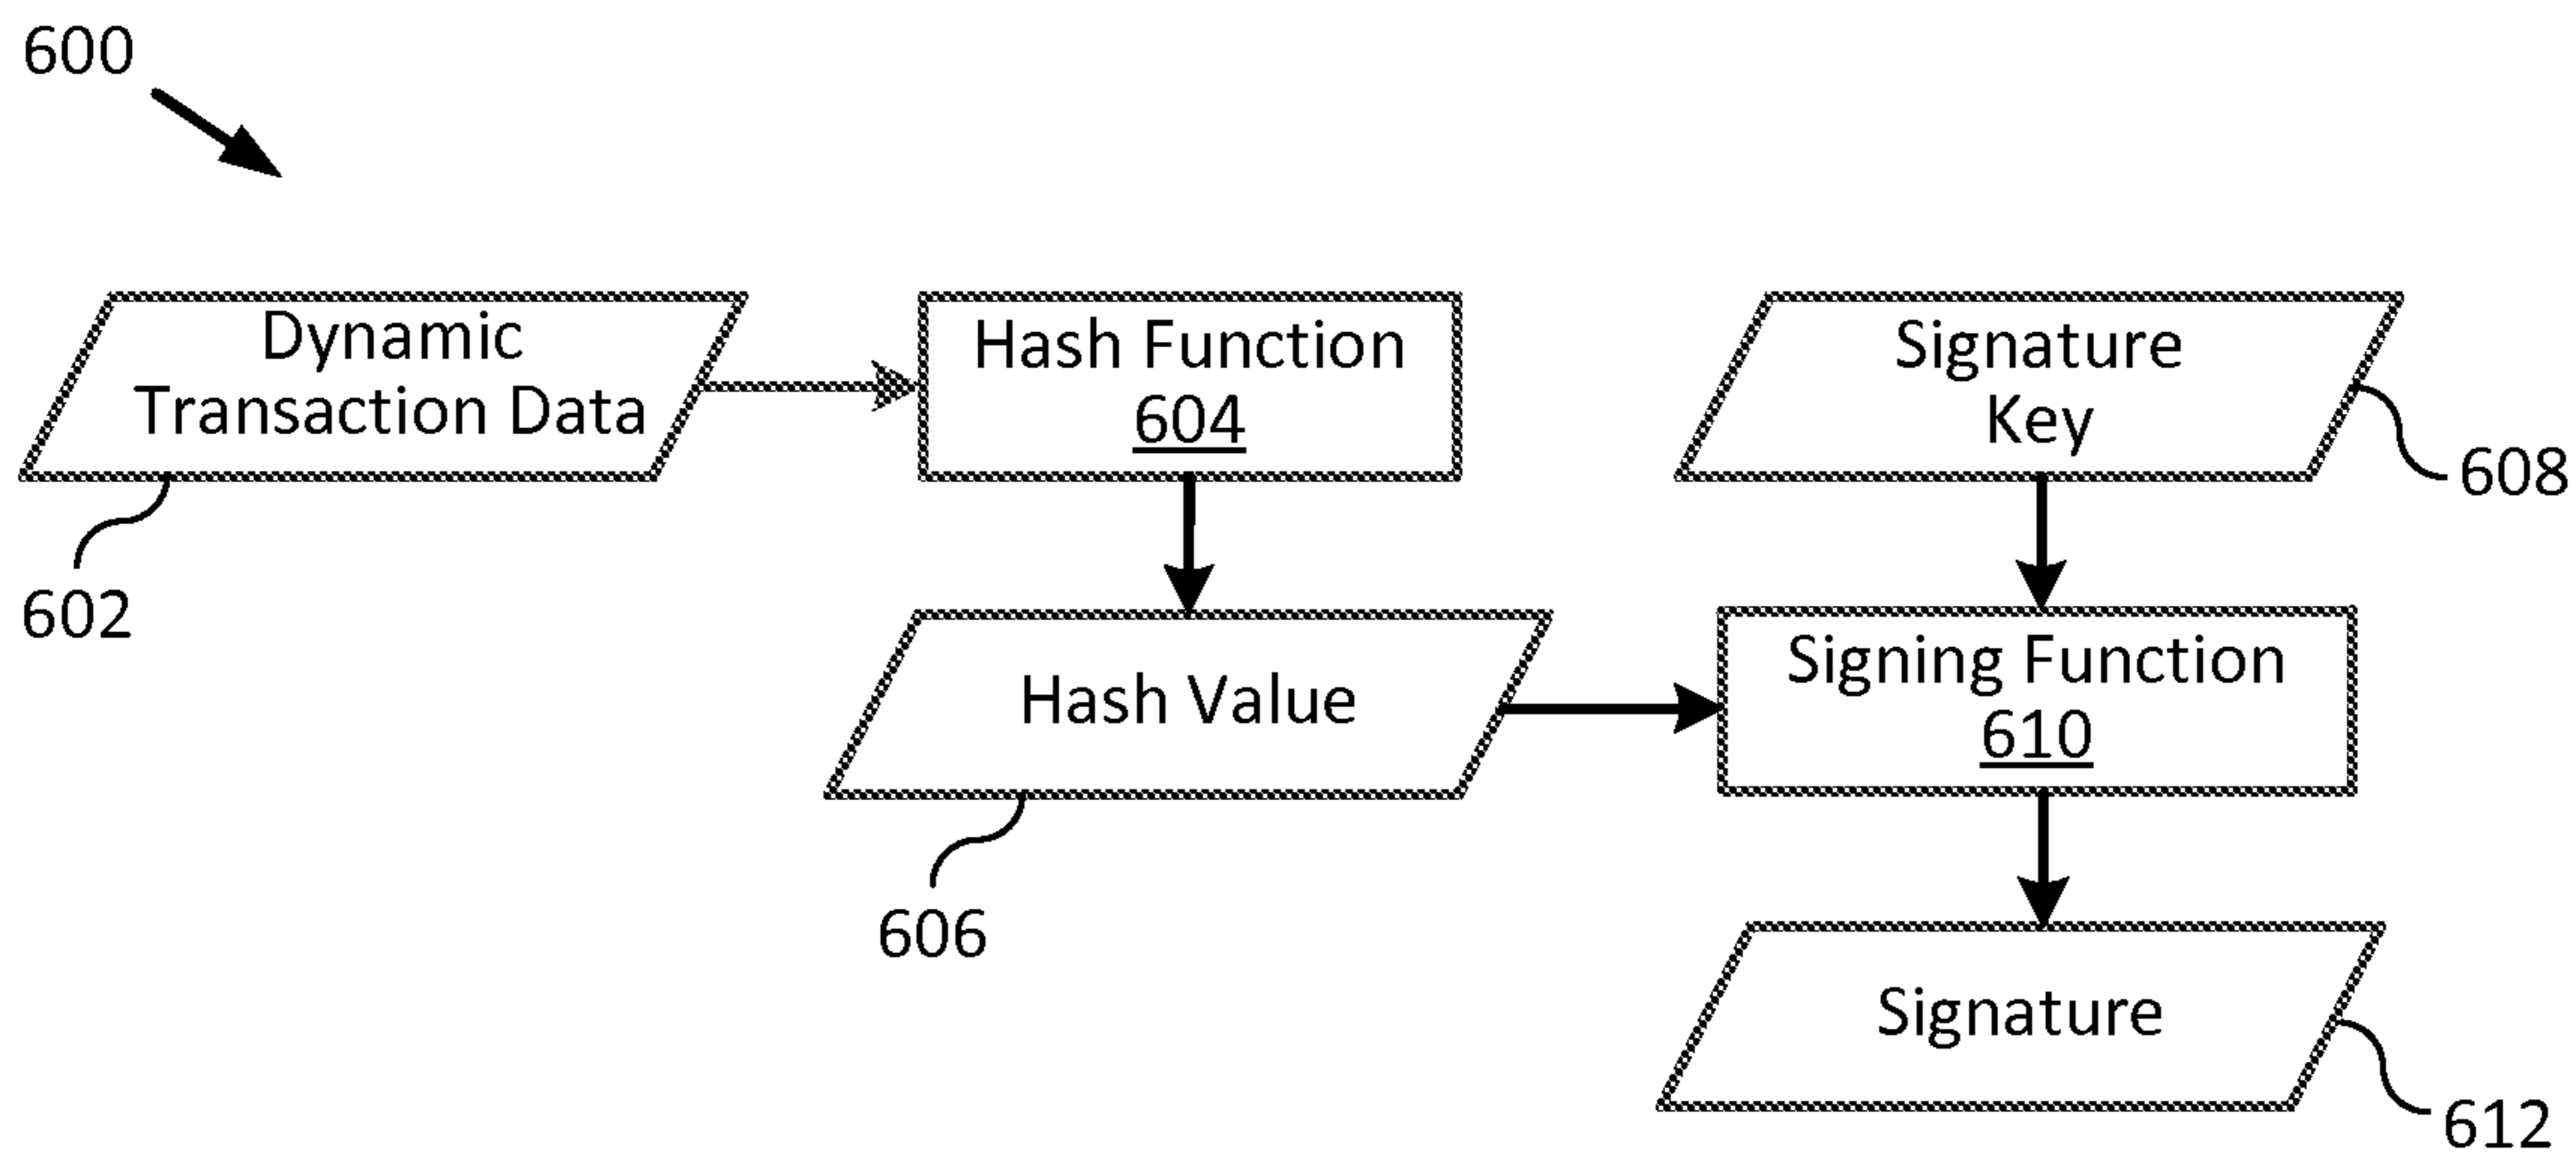 600
Dynamic
Transaction Data
602
Hash Function
604
Signature
Key
608
Hash Value
606
Signing Function
610
Signature
612